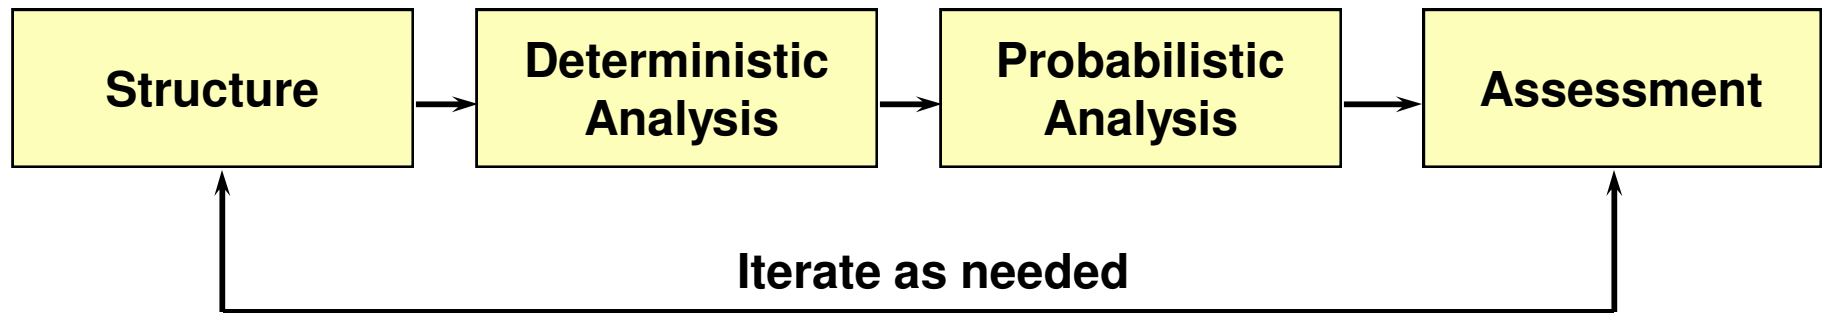 Structure
Deterministic
Analysis
Probabilistic
Analysis
Assessment
Iterate as needed